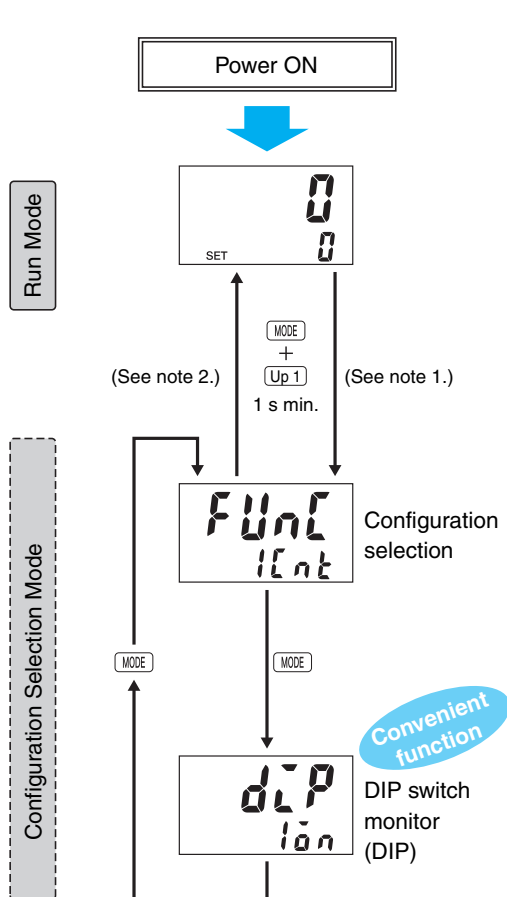 Power ON
Run Mode
0
SET 0
MODE
+
(See note 2.) Up 1 (See note 1.)
1 s min.
FUnC
1Cnt
Configuration
selection
Configuration Selection Mode
MODE MODE
Convenient
function
diP
1on
DIP switch
monitor
(DIP)